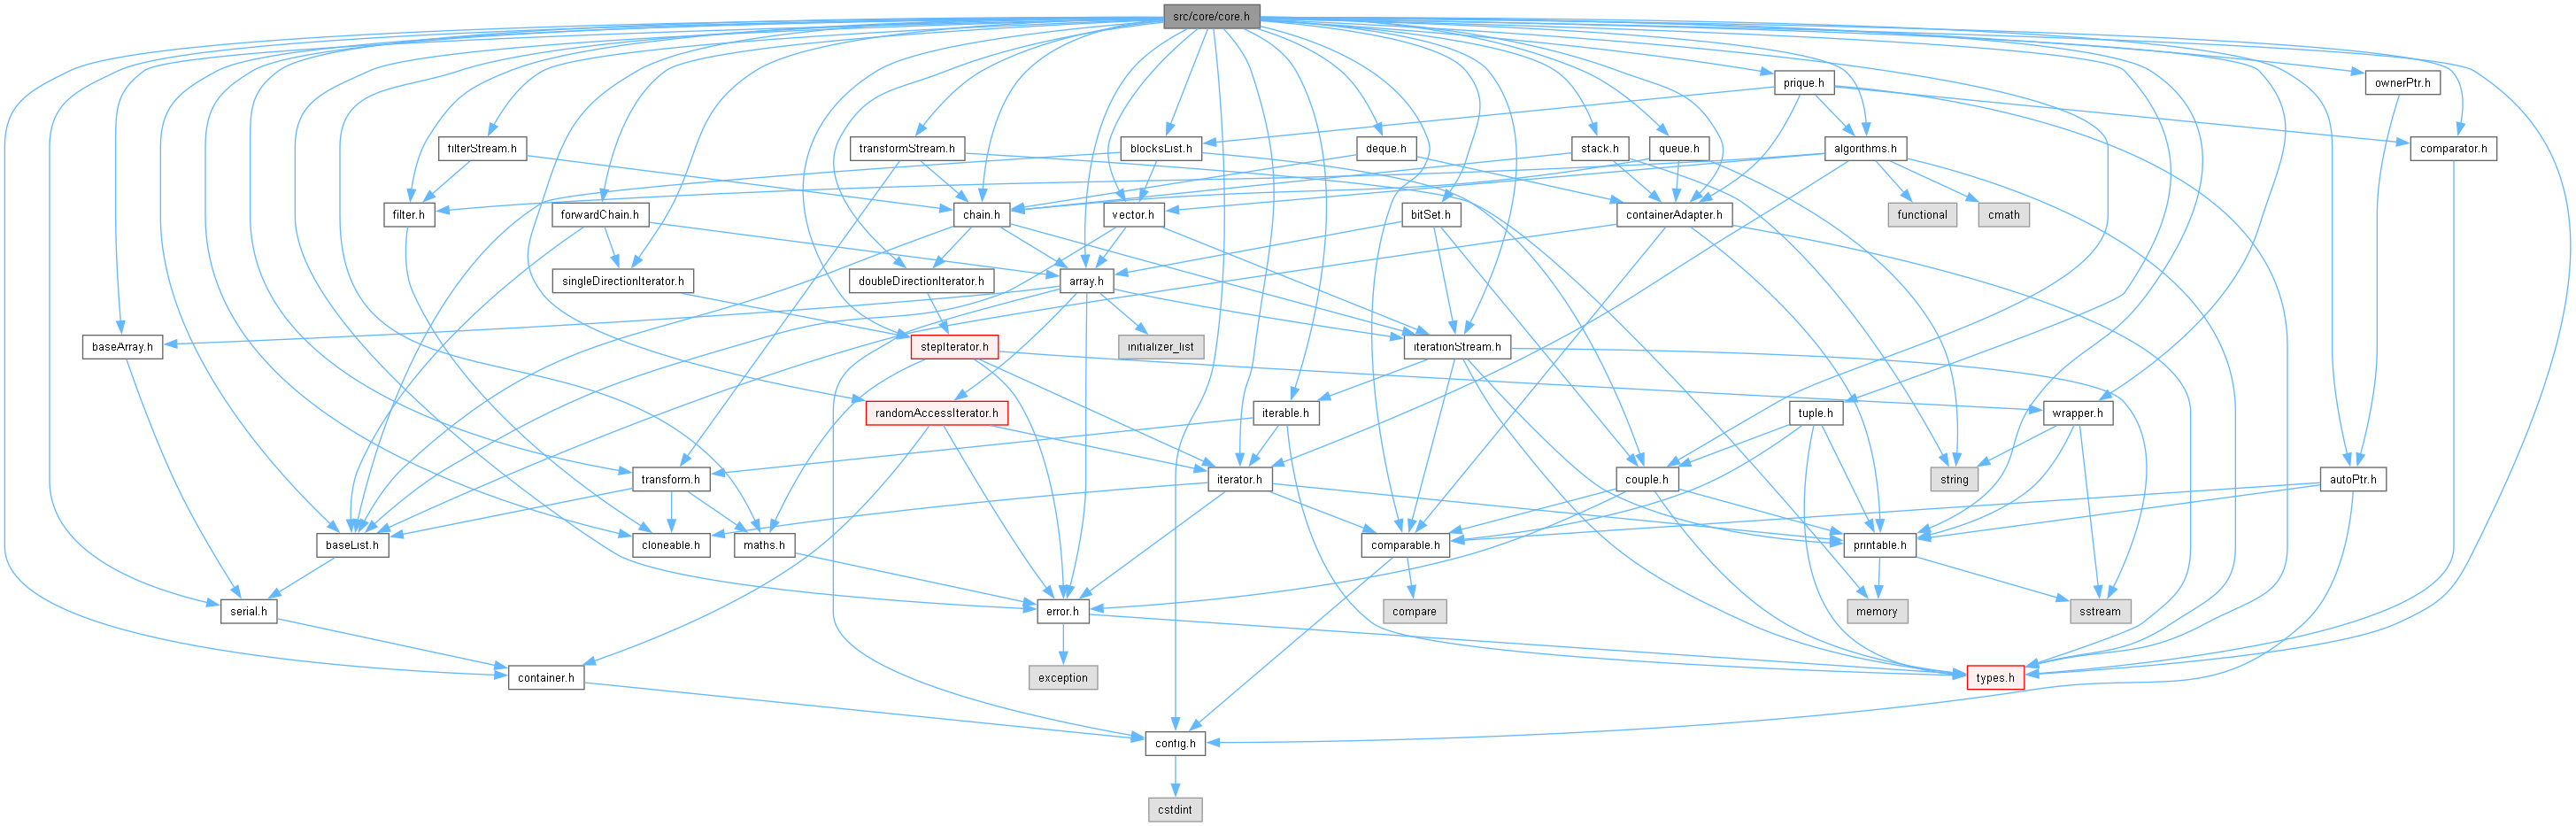 src/core/core.h
prique.h
ownerPtr.h
filterStream.h
transformStream.h
blocksList.h
deque.h
stack.h
queue.h
algorithms.h
comparator.h
filter.h
forwardChain.h
chain.h
vector.h
bitSet.h
containerAdapter.h
functional
cmath
singleDirectionIterator.h
doubleDirectionIterator.h
array.h
baseArray.h
stepIterator.h
initializer_list
iterationStream.h
randomAccessIterator.h
iterable.h
tuple.h
wrapper.h
transform.h
iterator.h
couple.h
string
autoPtr.h
baseList.h
cloneable.h
maths.h
comparable.h
printable.h
serial.h
error.h
compare
memory
sstream
container.h
exception
types.h
config.h
cstdint